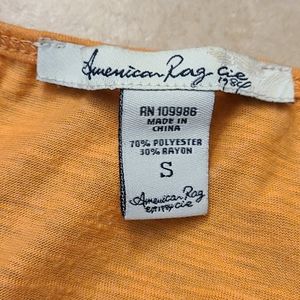 American Rag cie
1984
RN 109986
MADE IN
CHINA
70% POLYESTER
30% RAYON
S
American Rag
cie